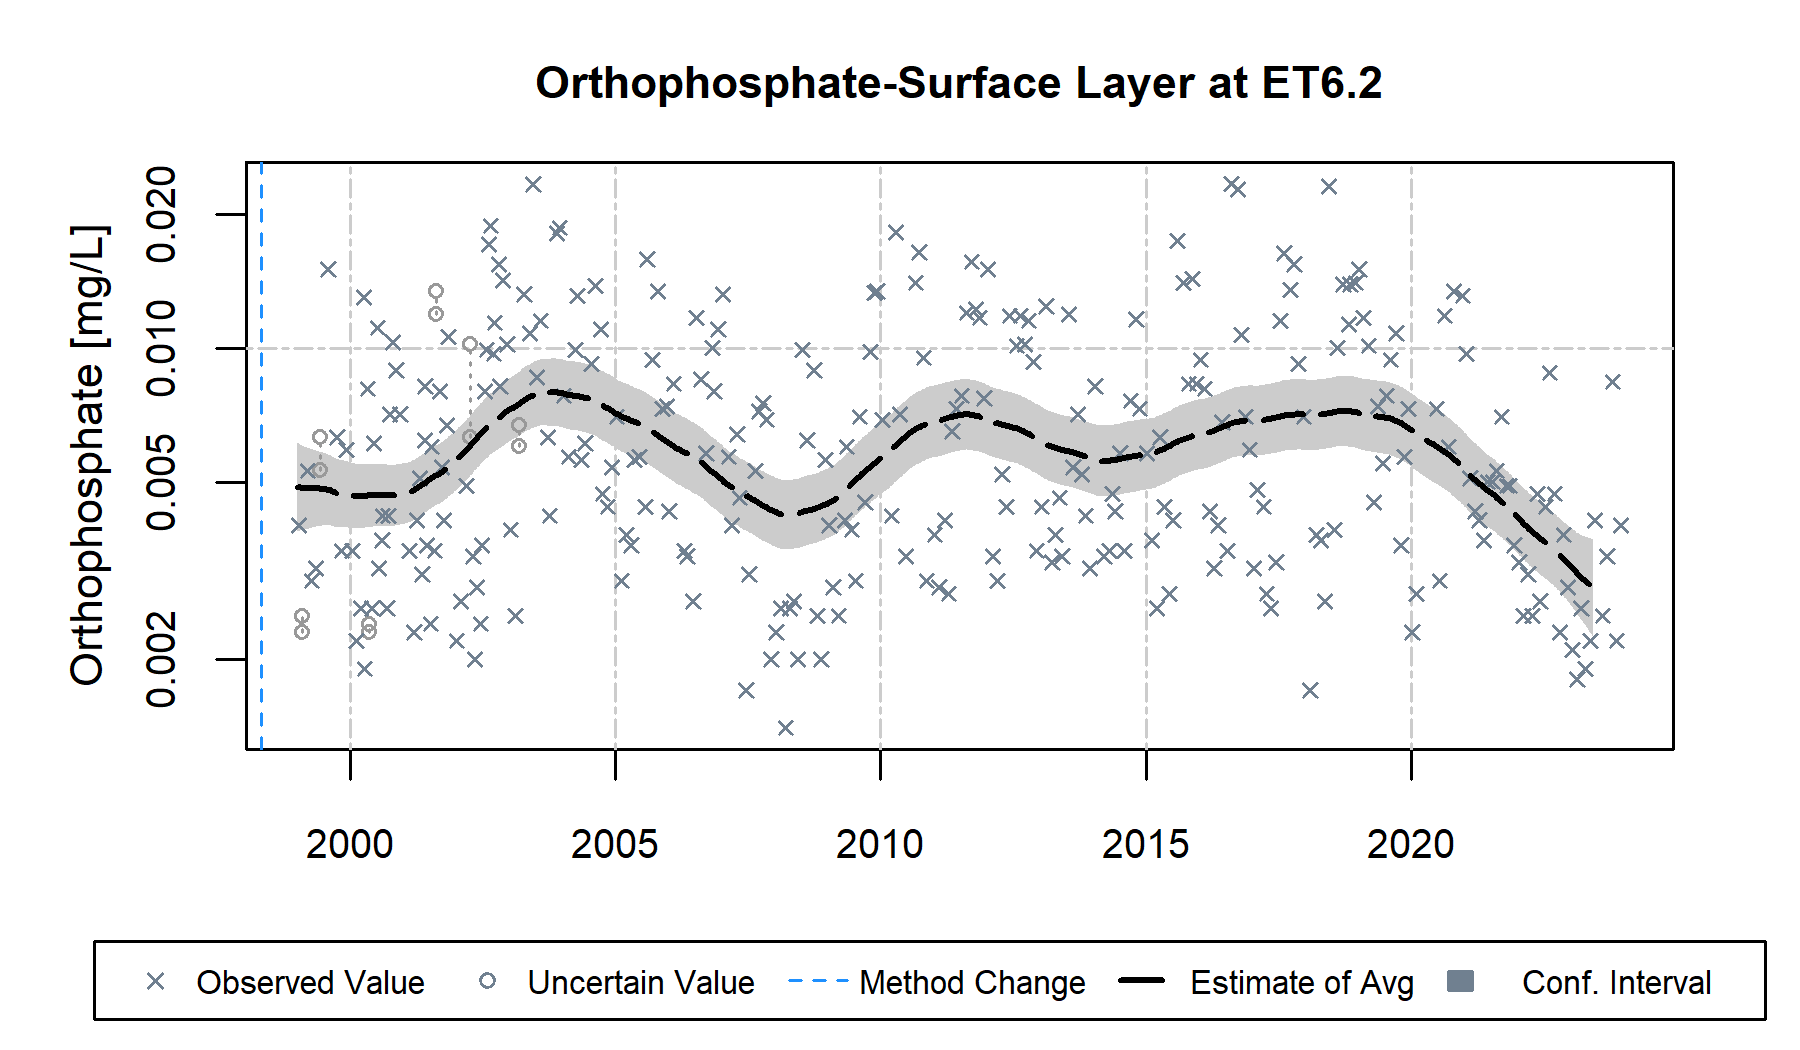 Orthophosphate-Surface Layer at ET6.2
Orthophosphate [mg/L]
0.020
0.010
0.005
0.002
2000 2005 2010 2015 2020
Observed Value Uncertain Value Method Change Estimate of Avg Conf. Interval